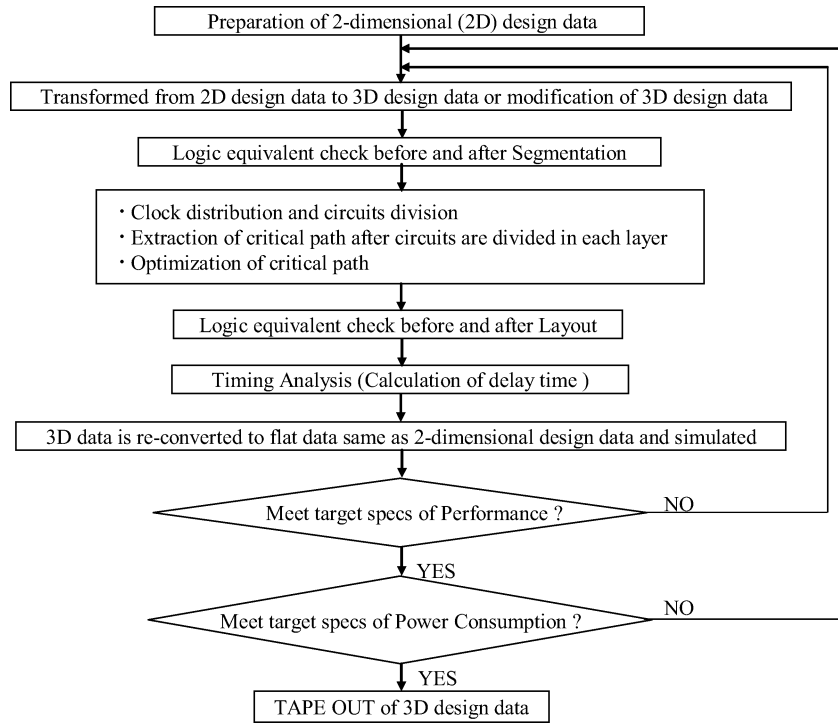 Preparation of 2-dimensional (2D) design data
Transformed from 2D design data to 3D design data or modification of 3D design data
Logic equivalent check before and after Segmentation
・Clock distribution and circuits division
・Extraction of critical path after circuits are divided in each layer
・Optimization of critical path
Logic equivalent check before and after Layout
Timing Analysis (Calculation of delay time )
3D data is re-converted to flat data same as 2-dimensional design data and simulated
Meet target specs of Performance ?
NO
YES
Meet target specs of Power Consumption ?
NO
YES
TAPE OUT of 3D design data